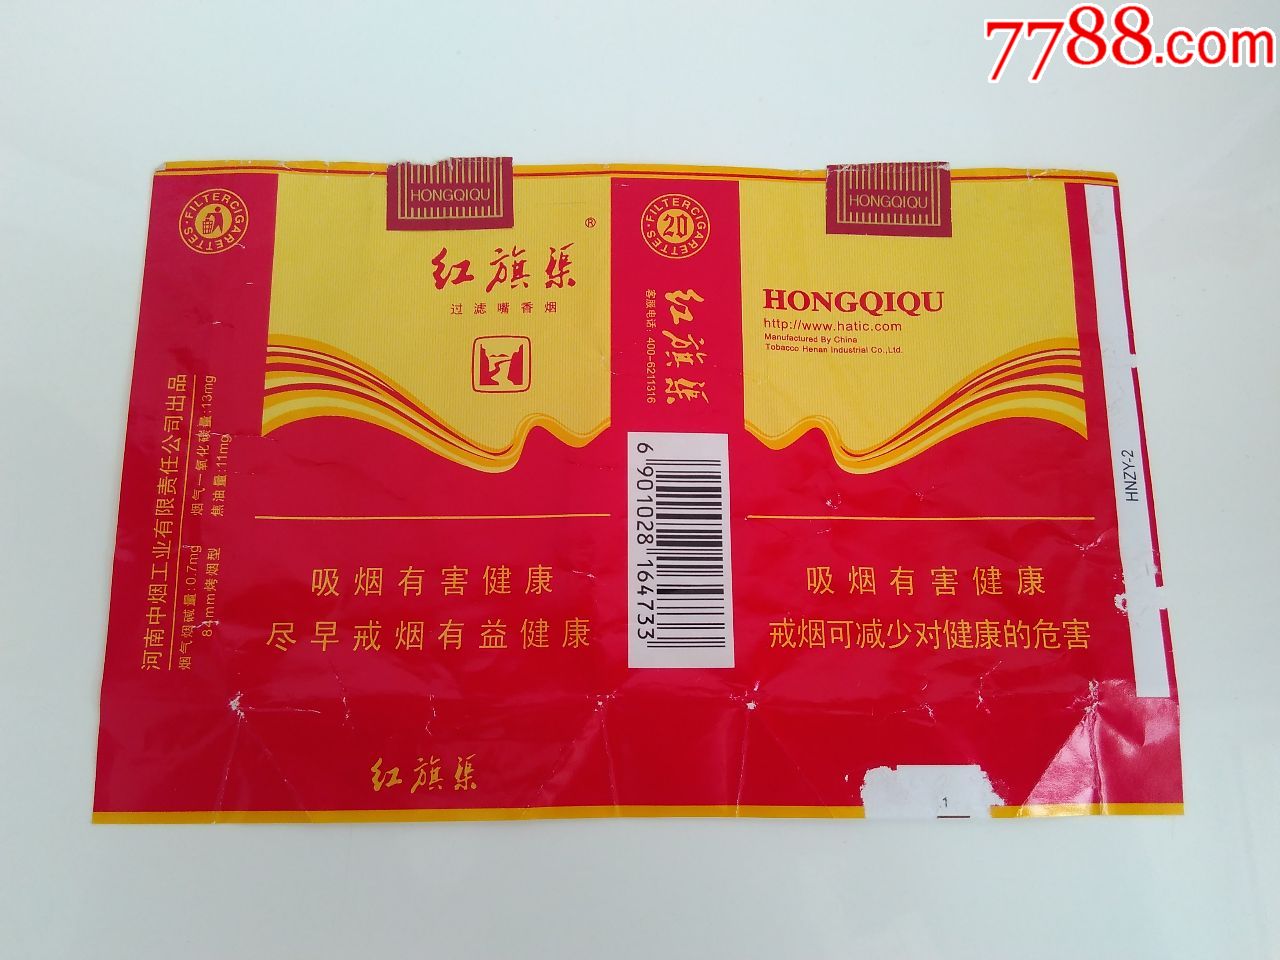 7788.com
HONGQIQU
HONGQIQU
·FILTERCIGARETTES·
红旗渠®
过滤嘴香烟
河南中烟工业有限责任公司出品
烟气烟碱量:0.7mg 烟气一氧化碳量:13mg
84mm烤烟型 焦油量:11mg
吸烟有害健康
尽早戒烟有益健康
红旗渠
·FILTERCIGARETTES·
20
红旗渠
客服电话:400-6211316
6 901028 164733
HONGQIQU
http://www.hatic.com
Manufactured By China
Tobacco Henan Industrial Co.,Ltd.
吸烟有害健康
戒烟可减少对健康的危害
HNZY-2
1